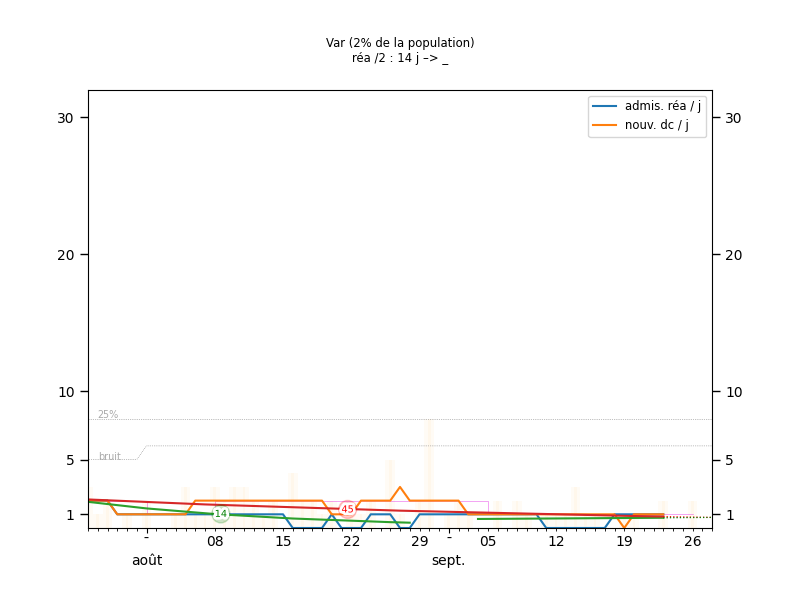 Var (2% de la population)
réa /2 : 14 j –> _
admis. réa / j
nouv. dc / j
30 30
20 20
10 10
25%
bruit
5 5
1 1
14
45
- 08 15 22 29 - 05 12 19 26
août sept.